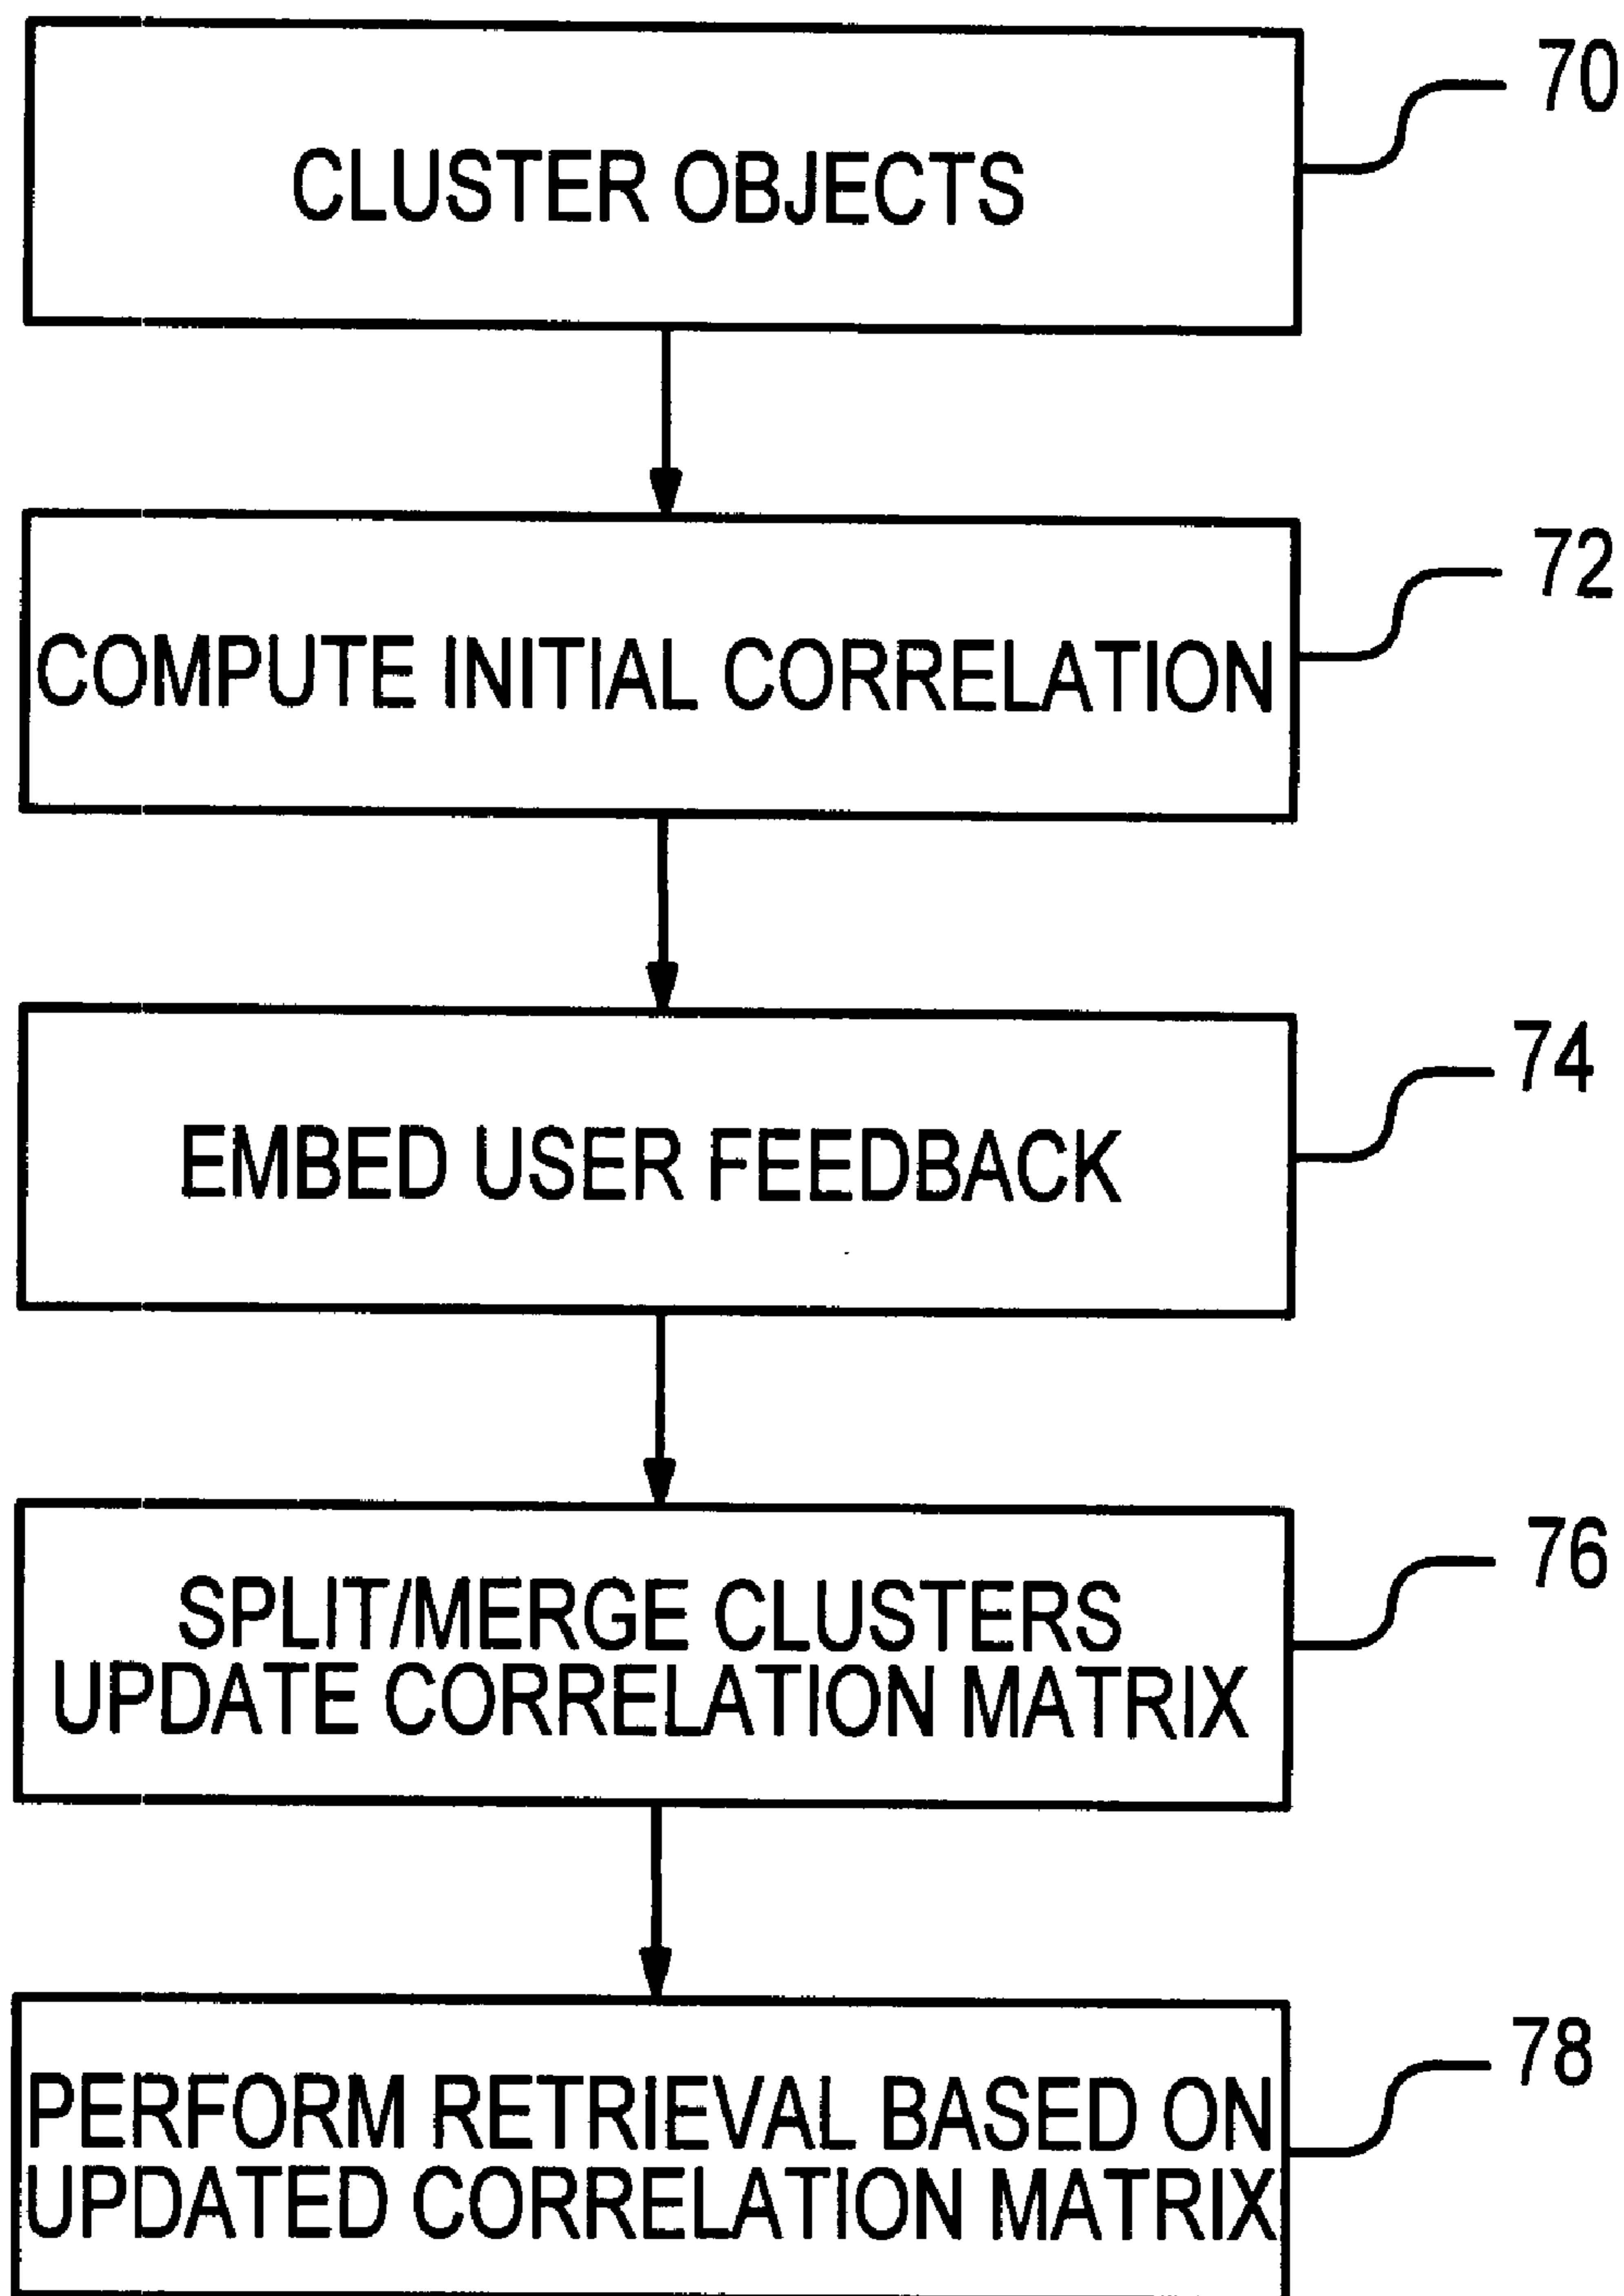 70
CLUSTER OBJECTS
72
COMPUTE INITIAL CORRELATION
74
EMBED USER FEEDBACK
76
SPLIT/MERGE CLUSTERS
UPDATE CORRELATION MATRIX
78
PERFORM RETRIEVAL BASED ON
UPDATED CORRELATION MATRIX